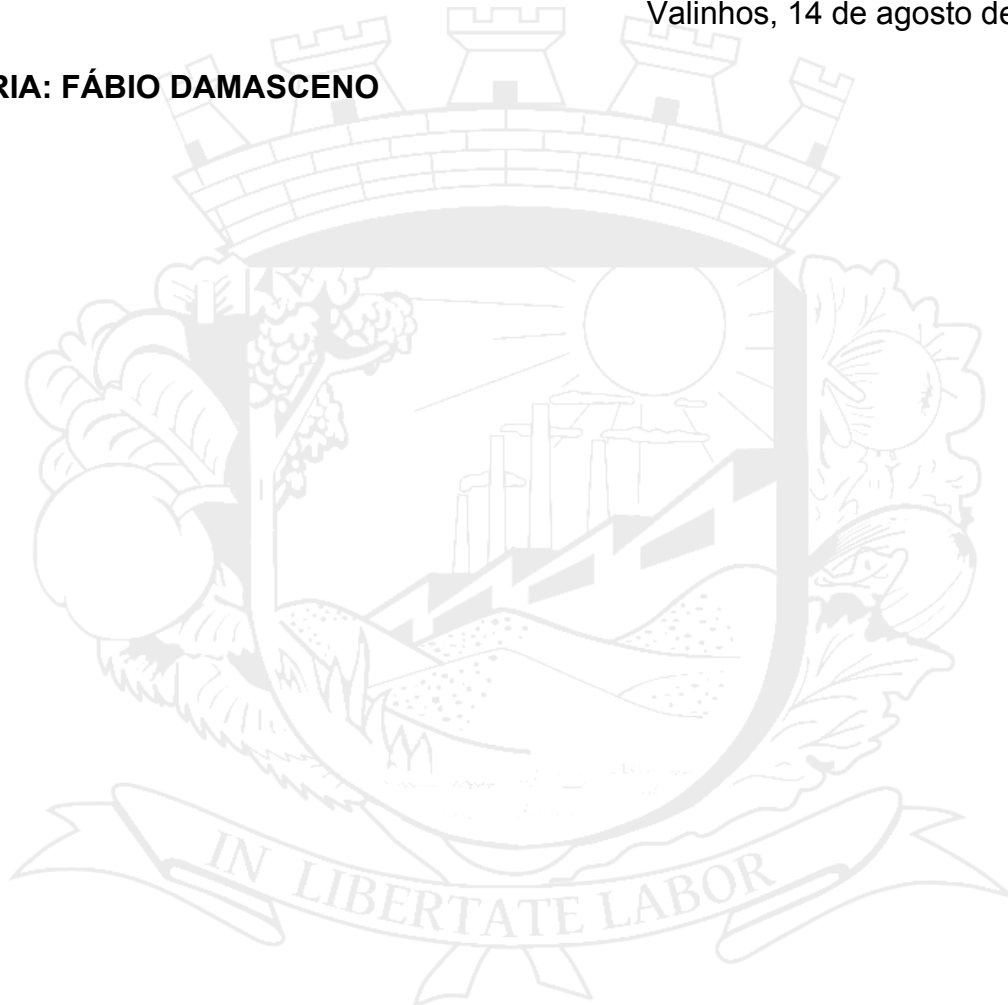 Valinhos, 14 de agosto de
RIA: FÁBIO DAMASCENO
IN LIBERTATE LABOR